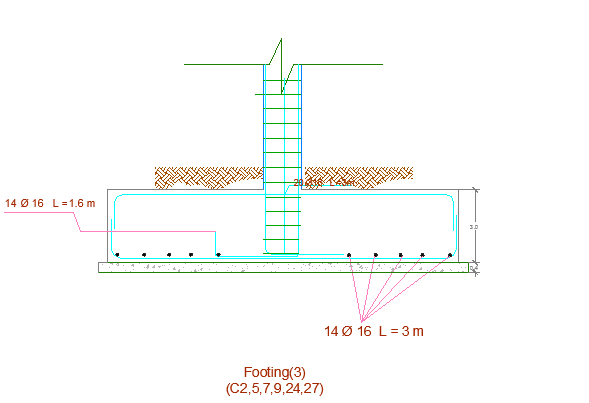 14 Ø 16 L =1.6 m
14 Ø 16 L = 3 m
Footing(3)
(C2,5,7,9,24,27)